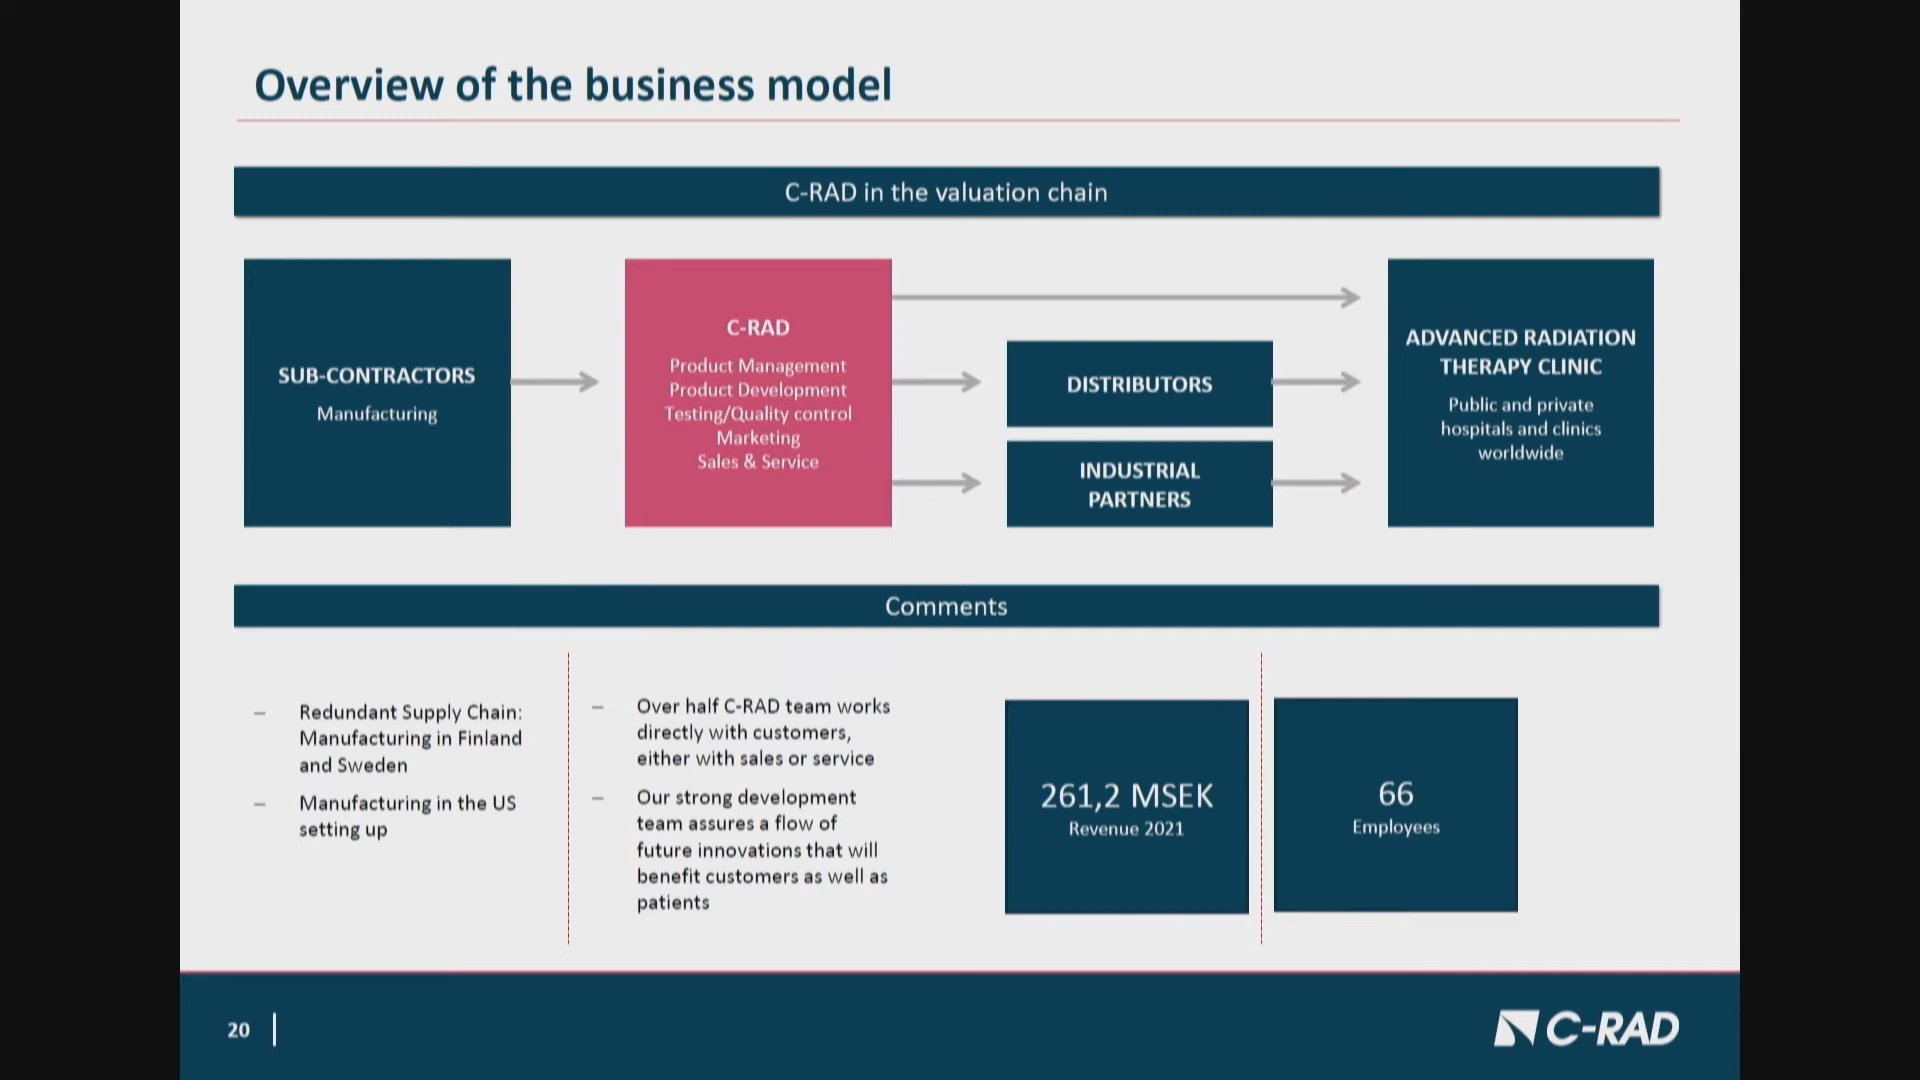 Overview of the business model
C-RAD in the valuation chain
SUB-CONTRACTORS
Manufacturing
C-RAD
Product Management
Product Development
Testing/Quality control
Marketing
Sales & Service
DISTRIBUTORS
INDUSTRIAL
PARTNERS
ADVANCED RADIATION
THERAPY CLINIC
Public and private
hospitals and clinics
worldwide
Comments
– Redundant Supply Chain:
Manufacturing in Finland
and Sweden
– Manufacturing in the US
setting up
– Over half C-RAD team works
directly with customers,
either with sales or service
– Our strong development
team assures a flow of
future innovations that will
benefit customers as well as
patients
261,2 MSEK
Revenue 2021
66
Employees
20
C-RAD